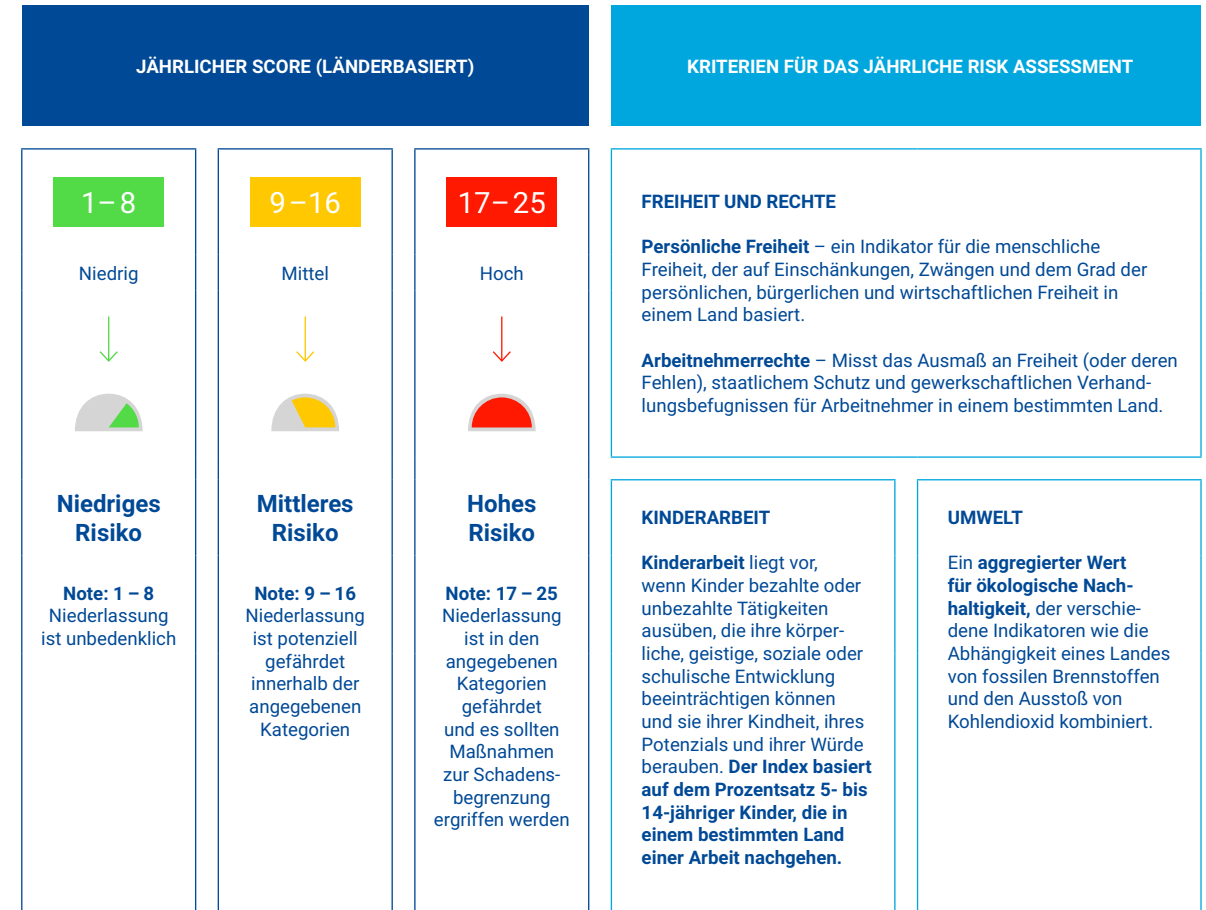 JÄHRLICHER SCORE (LÄNDERBASIERT)
1–8
Niedrig
Niedriges
Risiko
Note: 1 – 8
Niederlassung
ist unbedenklich
9–16
Mittel
Mittleres
Risiko
Note: 9 – 16
Niederlassung
ist potenziell
gefährdet
innerhalb der
angegebenen
Kategorien
17–25
Hoch
Hohes
Risiko
Note: 17 – 25
Niederlassung
ist in den
angegebenen
Kategorien
gefährdet
und es sollten
Maßnahmen
zur Schadens-
begrenzung
ergriffen werden
KRITERIEN FÜR DAS JÄHRLICHE RISK ASSESSMENT
FREIHEIT UND RECHTE
Persönliche Freiheit – ein Indikator für die menschliche
Freiheit, der auf Einschänkungen, Zwängen und dem Grad der
persönlichen, bürgerlichen und wirtschaftlichen Freiheit in
einem Land basiert.
Arbeitnehmerrechte – Misst das Ausmaß an Freiheit (oder deren
Fehlen), staatlichem Schutz und gewerkschaftlichen Verhand-
lungsbefugnissen für Arbeitnehmer in einem bestimmten Land.
KINDERARBEIT
Kinderarbeit liegt vor,
wenn Kinder bezahlte oder
unbezahlte Tätigkeiten
ausüben, die ihre körper-
liche, geistige, soziale oder
schulische Entwicklung
beeinträchtigen können
und sie ihrer Kindheit, ihres
Potenzials und ihrer Würde
berauben. Der Index basiert
auf dem Prozentsatz 5- bis
14-jähriger Kinder, die in
einem bestimmten Land
einer Arbeit nachgehen.
UMWELT
Ein aggregierter Wert
für ökologische Nach-
haltigkeit, der verschie-
dene Indikatoren wie die
Abhängigkeit eines Landes
von fossilen Brennstoffen
und den Ausstoß von
Kohlendioxid kombiniert.